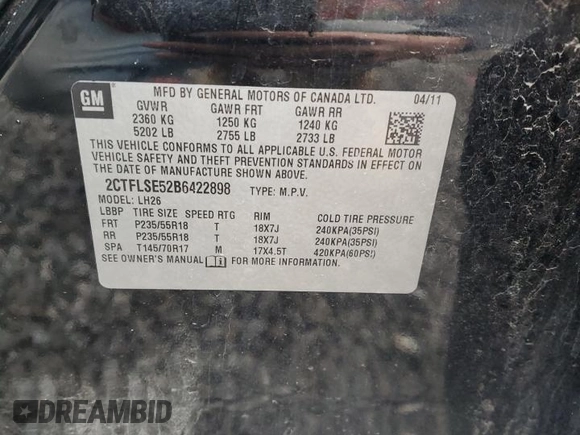 GM
MFD BY GENERAL MOTORS OF CANADA LTD. 04/11
GVWR GAWR FRT GAWR RR
2360 KG 1250 KG 1240 KG
5202 LB 2755 LB 2733 LB
THIS VEHICLE CONFORMS TO ALL APPLICABLE U.S. FEDERAL MOTOR
VEHICLE SAFETY AND THEFT PREVENTION STANDARDS IN EFFECT ON
THE DATE OF MANUFACTURE SHOWN ABOVE.
2CTFLSE52B6422898 TYPE: M.P.V.
MODEL: LH26
LBBP TIRE SIZE SPEED RTG RIM COLD TIRE PRESSURE
FRT P235/55R18 T 18X7J 240KPA(35PSI)
RR P235/55R18 T 18X7J 240KPA(35PSI)
SPA T145/70R17 M 17X4.5T 420KPA(60PSI)
SEE OWNER'S MANUAL FOR MORE INFORMATION.
DREAMBID